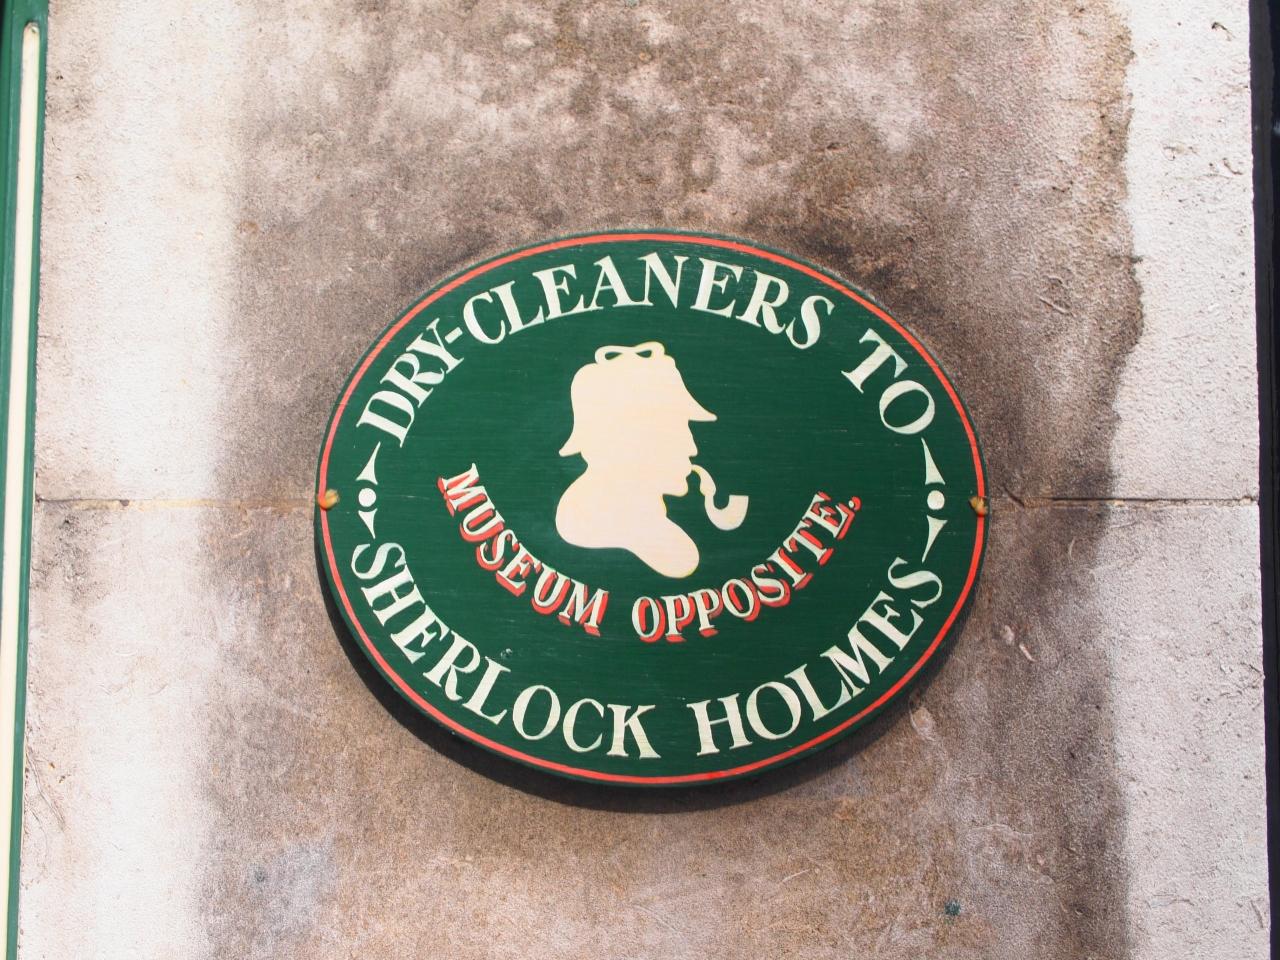 DRY-CLEANERS TO
SHERLOCK HOLMES
MUSEUM OPPOSITE,